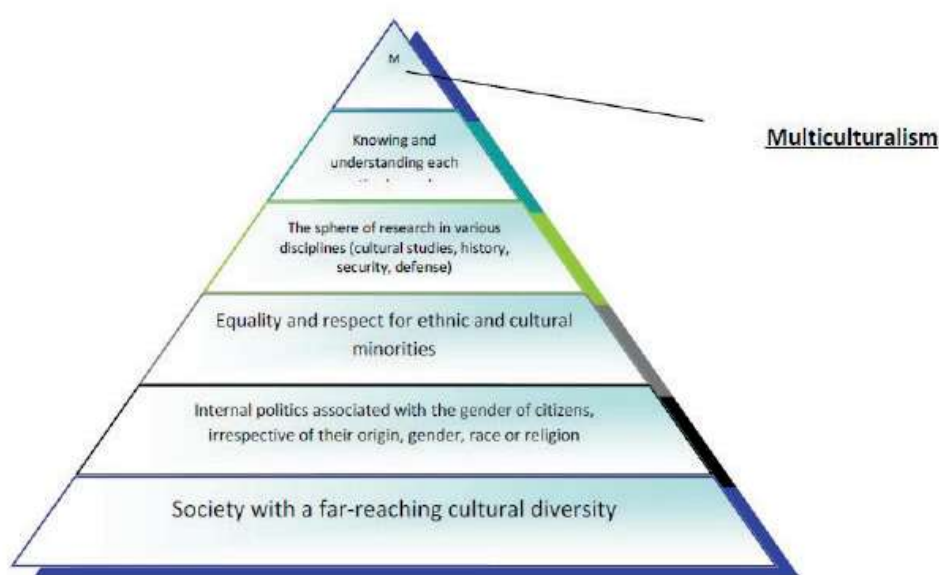 M
Multiculturalism
Knowing and
understanding each
The sphere of research in various
disciplines (cultural studies, history,
security, defense)
Equality and respect for ethnic and cultural
minorities
Internal politics associated with the gender of citizens,
irrespective of their origin, gender, race or religion
Society with a far-reaching cultural diversity